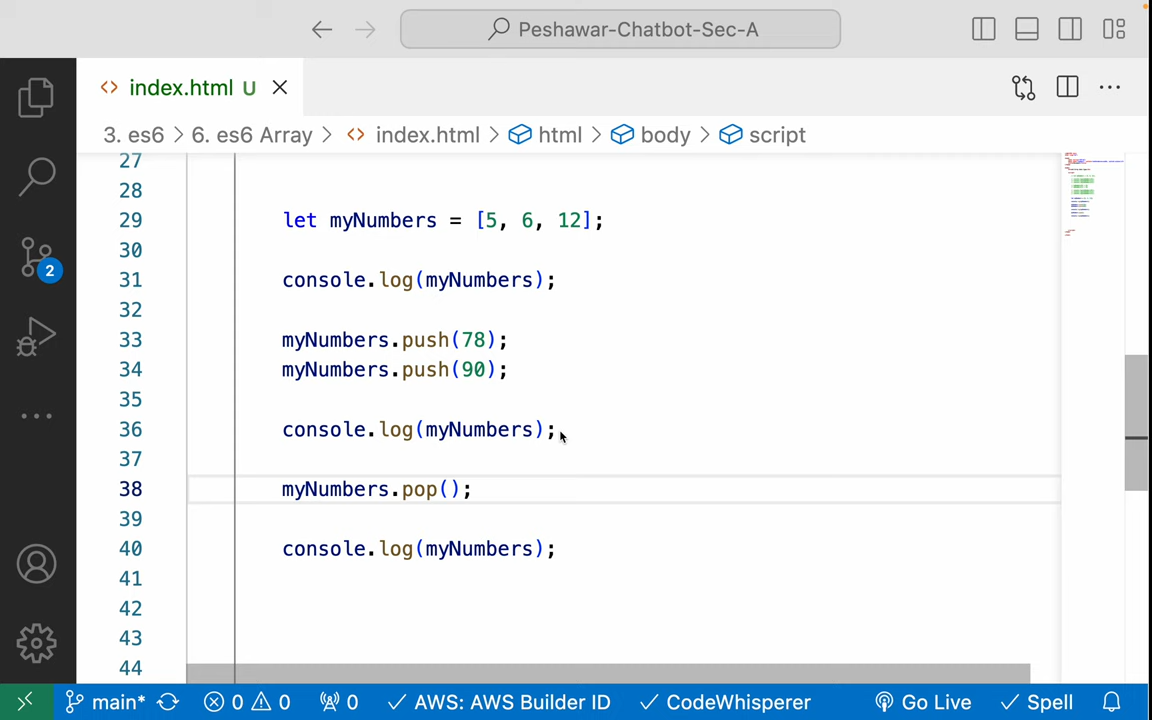 Peshawar-Chatbot-Sec-A
index.html U
3. es6 > 6. es6 Array > index.html > html > body > script
27
28
29 let myNumbers = [5, 6, 12];
30
31 console.log(myNumbers);
32
33 myNumbers.push(78);
34 myNumbers.push(90);
35
36 console.log(myNumbers);
37
38 myNumbers.pop();
39
40 console.log(myNumbers);
41
42
43
44
2
main* 0 0 0 AWS: AWS Builder ID CodeWhisperer Go Live Spell